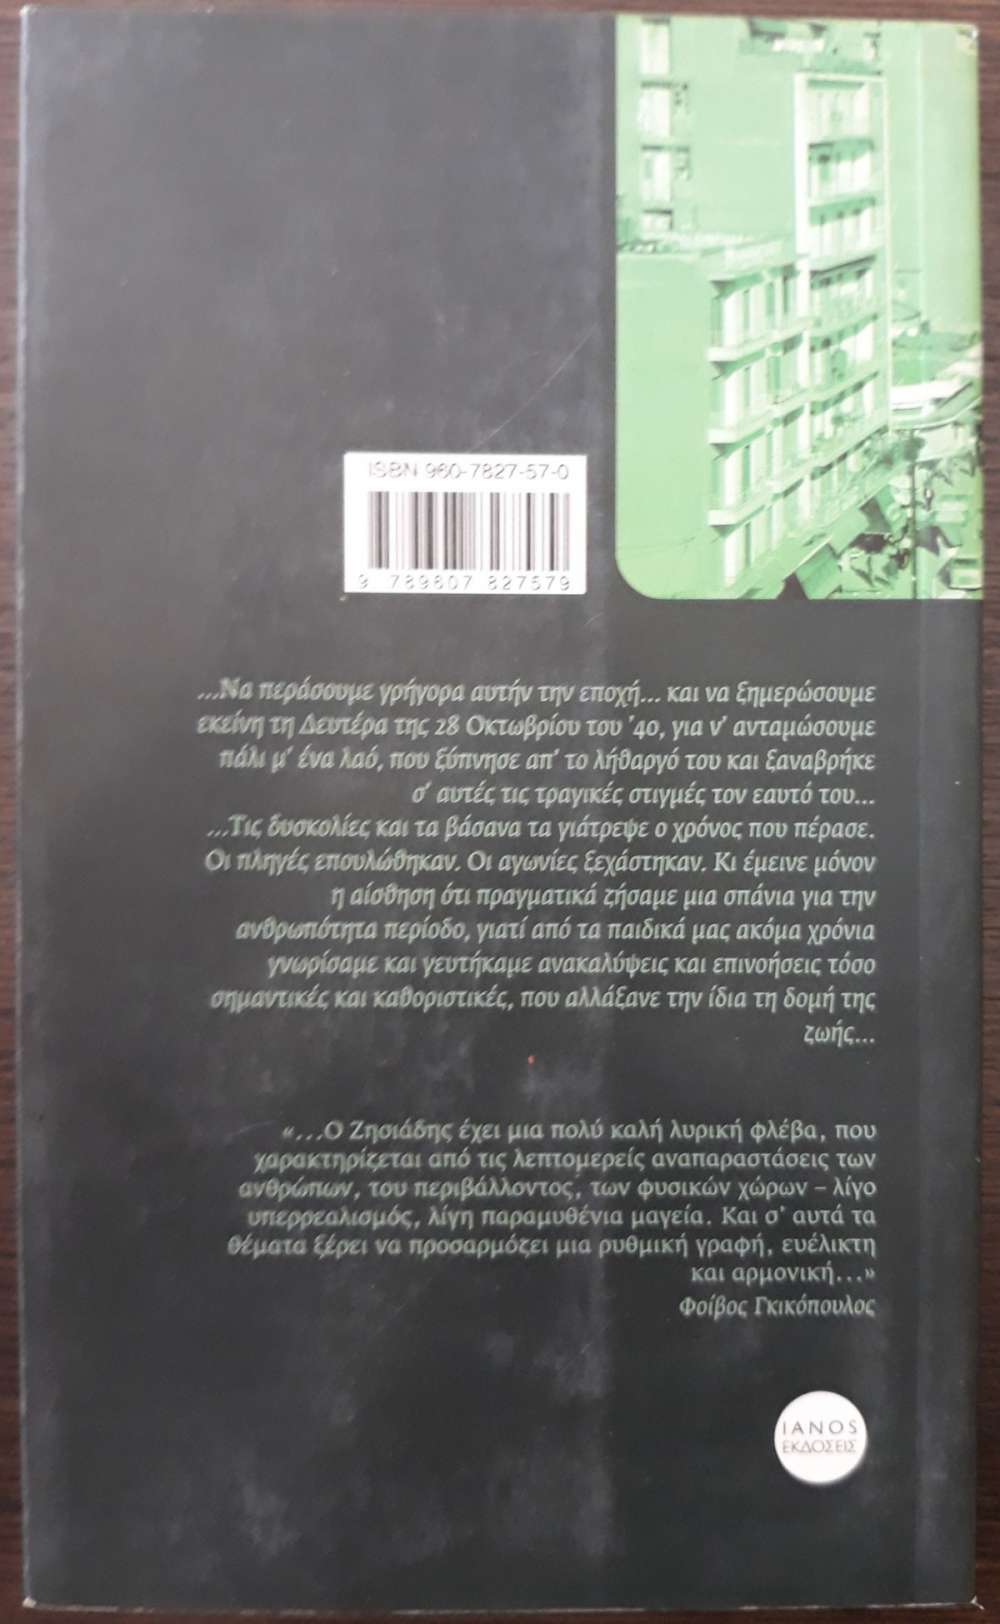 ISBN 960-7827-57-0
9 789607 827579
...Να περάσουμε γρήγορα αυτήν την εποχή... και να ξημερώσουμε
εκείνη τη Δευτέρα της 28 Οκτωβρίου του '40, για ν' ανταμώσουμε
πάλι μ' ένα λαό, που ξύπνησε απ' το λήθαργό του και ξαναβρήκε
σ' αυτές τις τραγικές στιγμές τον εαυτό του...
...Τις δυσκολίες και τα βάσανα τα γιάτρεψε ο χρόνος που πέρασε.
Οι πληγές επουλώθηκαν. Οι αγωνίες ξεχάστηκαν. Κι έμεινε μόνον
η αίσθηση ότι πραγματικά ζήσαμε μια σπάνια για την
ανθρωπότητα περίοδο, γιατί από τα παιδικά μας ακόμα χρόνια
γνωρίσαμε και γευτήκαμε ανακαλύψεις και επινοήσεις τόσο
σημαντικές και καθοριστικές, που αλλάξανε την ίδια τη δομή της
ζωής...
«...Ο Ζησιάδης έχει μια πολύ καλή λυρική φλέβα, που
χαρακτηρίζεται από τις λεπτομερείς αναπαραστάσεις των
ανθρώπων, του περιβάλλοντος, των φυσικών χώρων – λίγο
υπερρεαλισμός, λίγη παραμυθένια μαγεία. Και σ' αυτά τα
θέματα ξέρει να προσαρμόζει μια ρυθμική γραφή, ευέλικτη
και αρμονική...»
Φοίβος Γκικόπουλος
IANOS
ΕΚΔΟΣΕΙΣ